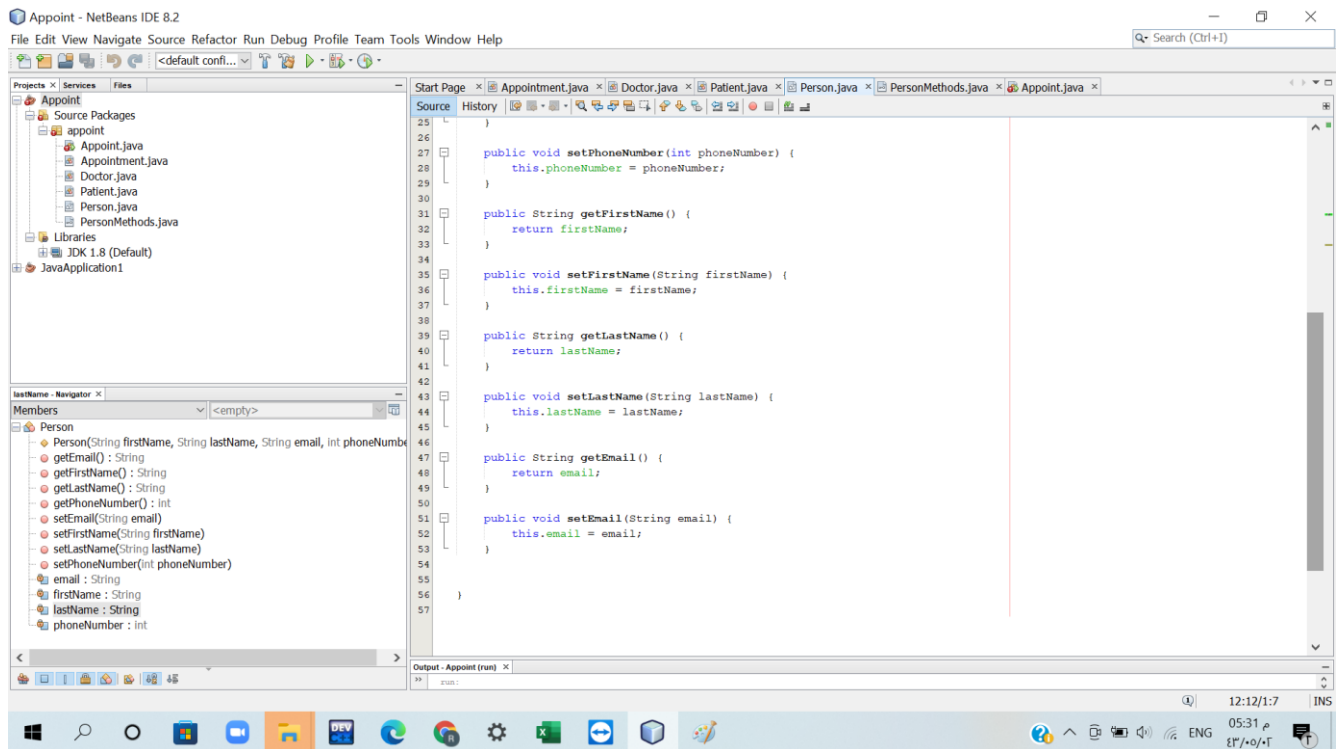 Appoint - NetBeans IDE 8.2
File Edit View Navigate Source Refactor Run Debug Profile Team Tools Window Help
Search (Ctrl+I)
<default confi...
Projects Services Files
Start Page Appointment.java Doctor.java Patient.java Person.java PersonMethods.java Appoint.java
Source History
Appoint
Source Packages
appoint
Appoint.java
Appointment.java
Doctor.java
Patient.java
Person.java
PersonMethods.java
Libraries
JDK 1.8 (Default)
JavaApplication1
lastName - Navigator
Members <empty>
Person
Person(String firstName, String lastName, String email, int phoneNumbe
getEmail() : String
getFirstName() : String
getLastName() : String
getPhoneNumber() : int
setEmail(String email)
setFirstName(String firstName)
setLastName(String lastName)
setPhoneNumber(int phoneNumber)
email : String
firstName : String
lastName : String
phoneNumber : int
25 }
26
27 public void setPhoneNumber(int phoneNumber) {
28 this.phoneNumber = phoneNumber;
29 }
30
31 public String getFirstName() {
32 return firstName;
33 }
34
35 public void setFirstName(String firstName) {
36 this.firstName = firstName;
37 }
38
39 public String getLastName() {
40 return lastName;
41 }
42
43 public void setLastName(String lastName) {
44 this.lastName = lastName;
45 }
46
47 public String getEmail() {
48 return email;
49 }
50
51 public void setEmail(String email) {
52 this.email = email;
53 }
54
55
56 }
57
Output - Appoint (run)
run:
12:12/1:7 INS
DEV
ENG
05:31 م
٤٣/٠٥/٠٢